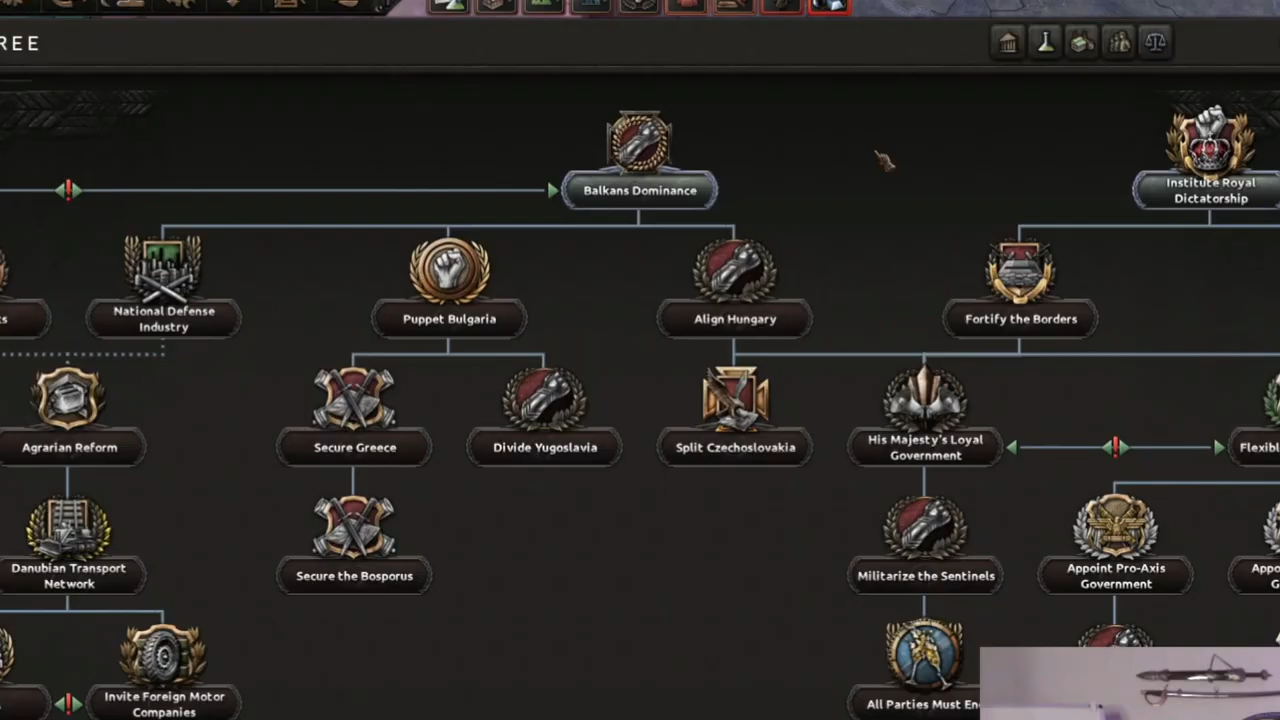 REE
Balkans Dominance
Institute Royal
Dictatorship
National Defense
Industry
Puppet Bulgaria
Align Hungary
Fortify the Borders
Agrarian Reform
Secure Greece
Divide Yugoslavia
Split Czechoslovakia
His Majesty's Loyal
Government
Flexibl
Danubian Transport
Network
Secure the Bosporus
Militarize the Sentinels
Appoint Pro-Axis
Government
Appo
G
Invite Foreign Motor
Companies
All Parties Must En